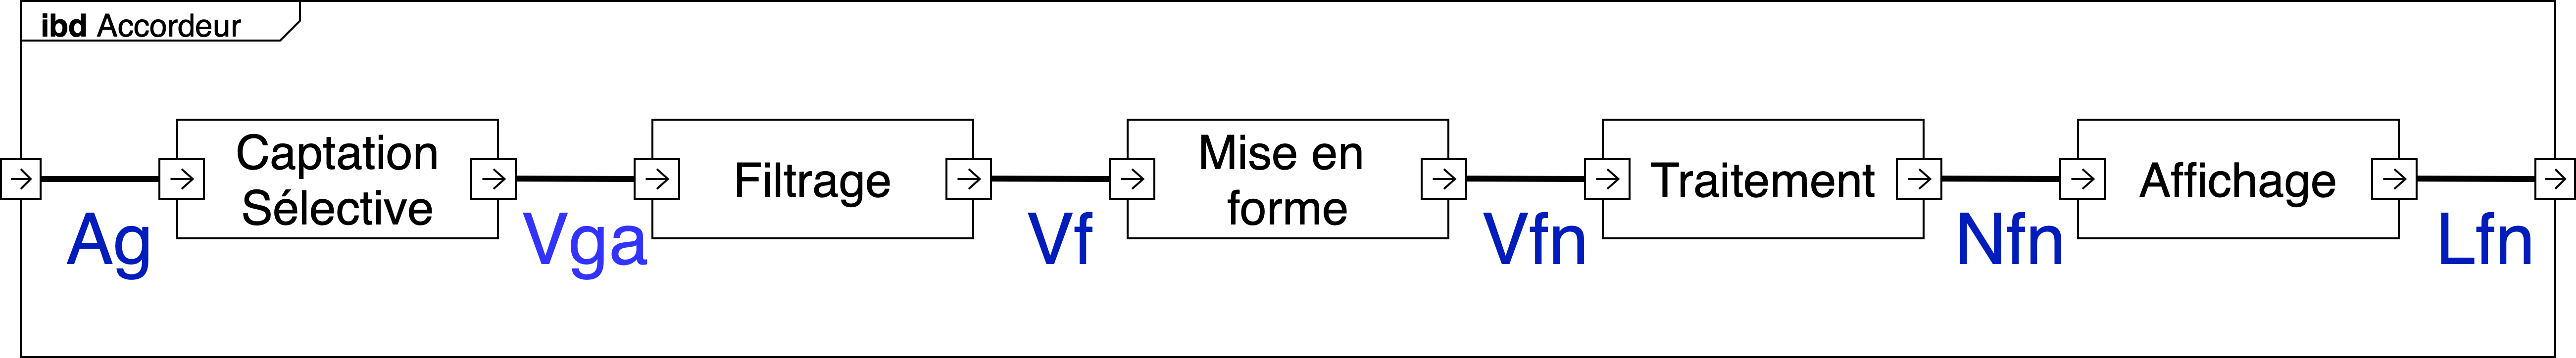 ibd Accordeur
Captation
Sélective
Filtrage
Mise en
forme
Traitement
Affichage
Ag
Vga
Vf
Vfn
Nfn
Lfn